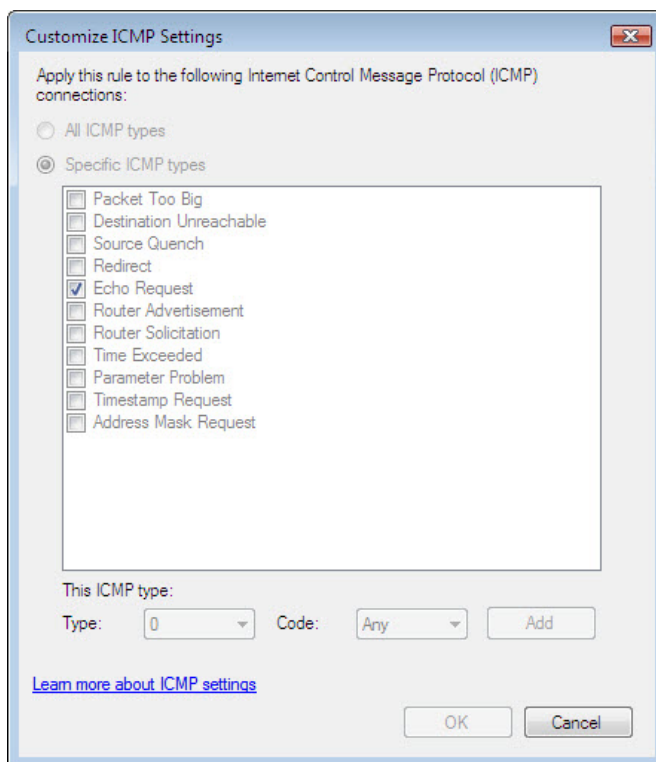 Customize ICMP Settings
Apply this rule to the following Internet Control Message Protocol (ICMP)
connections:
All ICMP types
Specific ICMP types
Packet Too Big
Destination Unreachable
Source Quench
Redirect
Echo Request
Router Advertisement
Router Solicitation
Time Exceeded
Parameter Problem
Timestamp Request
Address Mask Request
This ICMP type:
Type: 0 Code: Any Add
Learn more about ICMP settings
OK Cancel